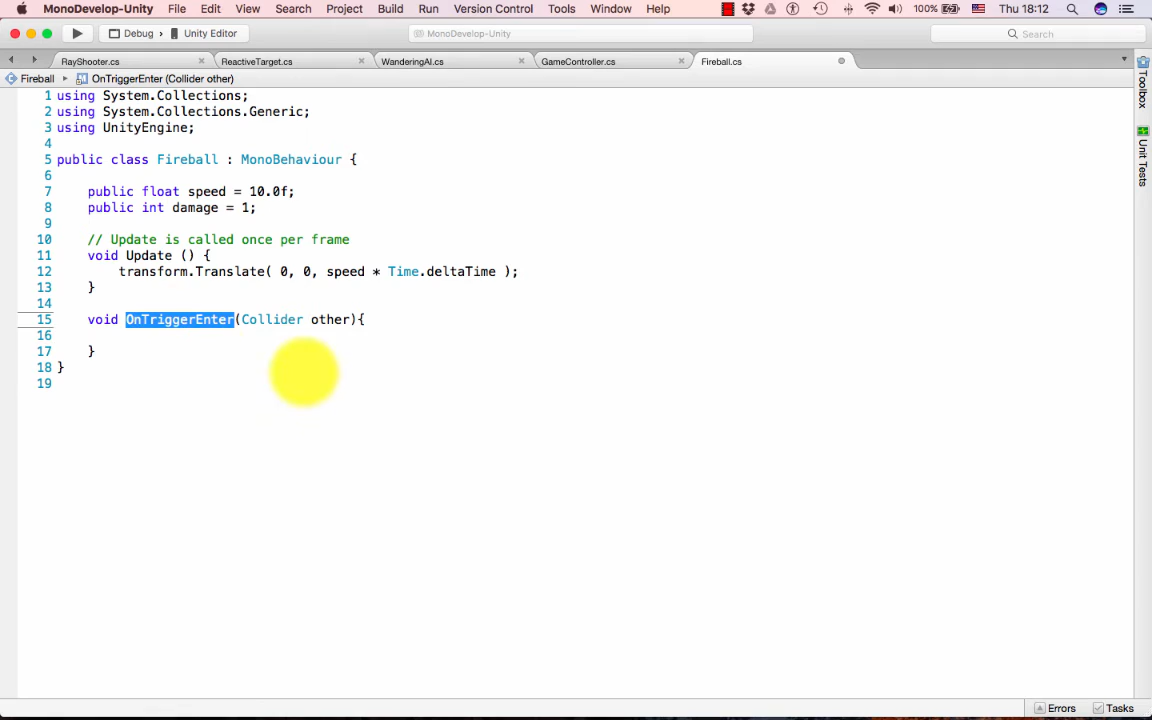 MonoDevelop-Unity File Edit View Search Project Build Run Version Control Tools Window Help 100% Thu 18:12
Debug › Unity Editor MonoDevelop-Unity Search
RayShooter.cs ReactiveTarget.cs WanderingAI.cs GameController.cs Fireball.cs
Fireball OnTriggerEnter (Collider other)
1 using System.Collections;
2 using System.Collections.Generic;
3 using UnityEngine;
4
5 public class Fireball : MonoBehaviour {
6
7 public float speed = 10.0f;
8 public int damage = 1;
9
10 // Update is called once per frame
11 void Update () {
12 transform.Translate( 0, 0, speed * Time.deltaTime );
13 }
14
15 void OnTriggerEnter(Collider other){
16
17 }
18 }
19
Toolbox
Unit Tests
Errors Tasks